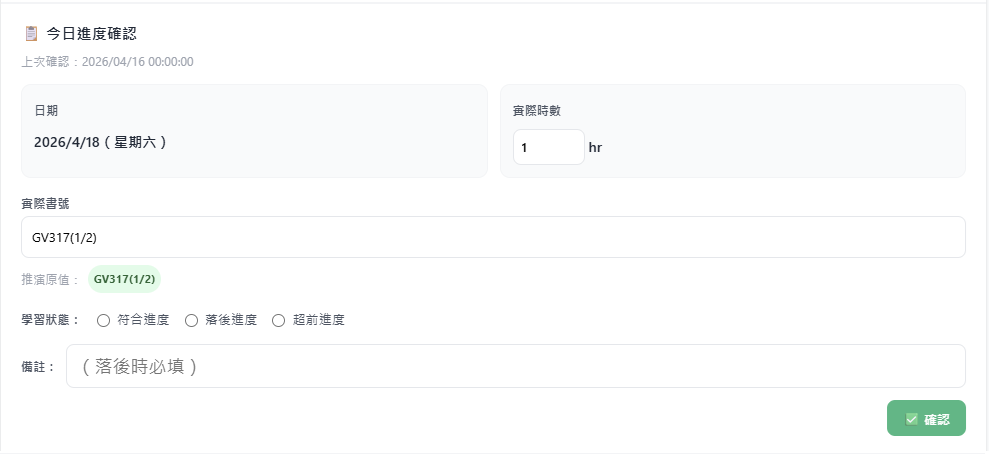 📋 今日進度確認
上次確認：2026/04/16 00:00:00
日期
2026/4/18 ( 星期六 )
實際時數
1 hr
實際書號
GV317(1/2)
推演原值： GV317(1/2)
學習狀態： 符合進度 落後進度 超前進度
備註： ( 落後時必填 )
✅ 確認